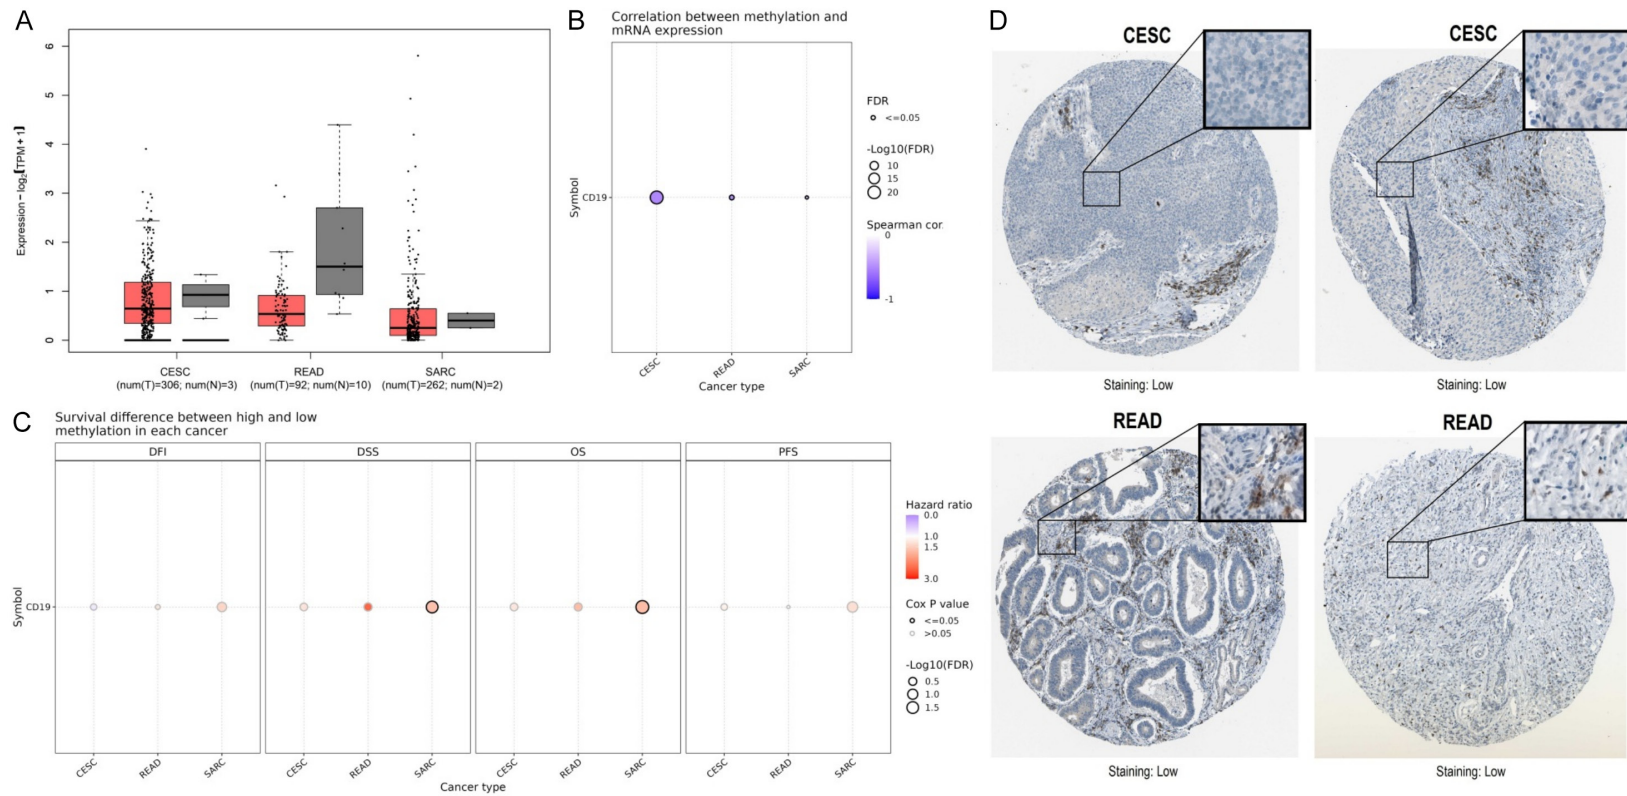 A
Expression − log₂(TPM + 1)
6
5
4
3
2
1
0
CESC
(num(T)=306; num(N)=3)
READ
(num(T)=92; num(N)=10)
SARC
(num(T)=262; num(N)=2)
B
Correlation between methylation and
mRNA expression
Symbol
CD19
CESC
READ
SARC
Cancer type
FDR
<=0.05
-Log10(FDR)
10
15
20
Spearman cor.
0
-1
C
Survival difference between high and low
methylation in each cancer
DFI
DSS
OS
PFS
Symbol
CD19
CESC
READ
SARC
CESC
READ
SARC
CESC
READ
SARC
CESC
READ
SARC
Cancer type
Hazard ratio
0.0
1.0
1.5
3.0
Cox P value
<=0.05
>0.05
-Log10(FDR)
0.5
1.0
1.5
D
CESC
Staining: Low
CESC
Staining: Low
READ
Staining: Low
READ
Staining: Low